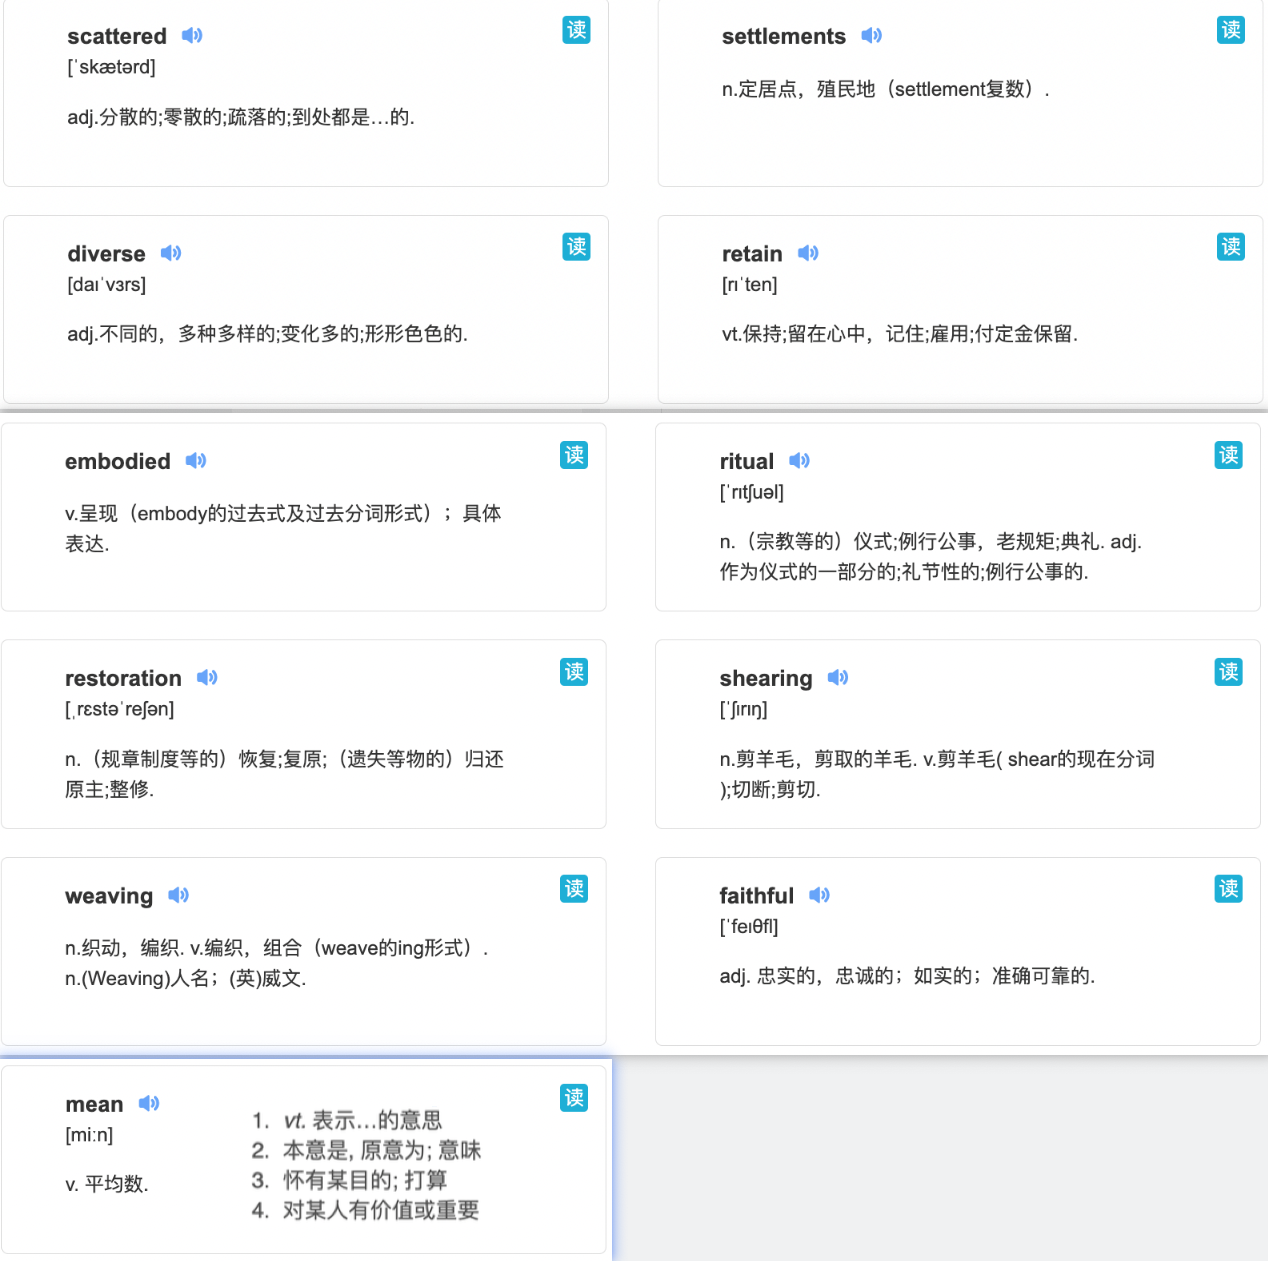 scattered
读
[ˈskætərd]
adj.分散的;零散的;疏落的;到处都是…的.
settlements
读
n.定居点，殖民地（settlement复数）.
diverse
读
[daɪˈvɜrs]
adj.不同的，多种多样的;变化多的;形形色色的.
retain
读
[rɪˈten]
vt.保持;留在心中，记住;雇用;付定金保留.
embodied
读
v.呈现（embody的过去式及过去分词形式）；具体
表达.
ritual
读
[ˈrɪtʃuəl]
n.（宗教等的）仪式;例行公事，老规矩;典礼. adj.
作为仪式的一部分的;礼节性的;例行公事的.
restoration
读
[ˌrɛstəˈreʃən]
n.（规章制度等的）恢复;复原;（遗失等物的）归还
原主;整修.
shearing
读
[ˈʃɪrɪŋ]
n.剪羊毛，剪取的羊毛. v.剪羊毛( shear的现在分词
);切断;剪切.
weaving
读
n.织动，编织. v.编织，组合（weave的ing形式）.
n.(Weaving)人名；(英)威文.
faithful
读
[ˈfeɪθfl]
adj. 忠实的，忠诚的；如实的；准确可靠的.
mean
读
[miːn]
v. 平均数.
1. vt. 表示…的意思
2. 本意是, 原意为; 意味
3. 怀有某目的; 打算
4. 对某人有价值或重要